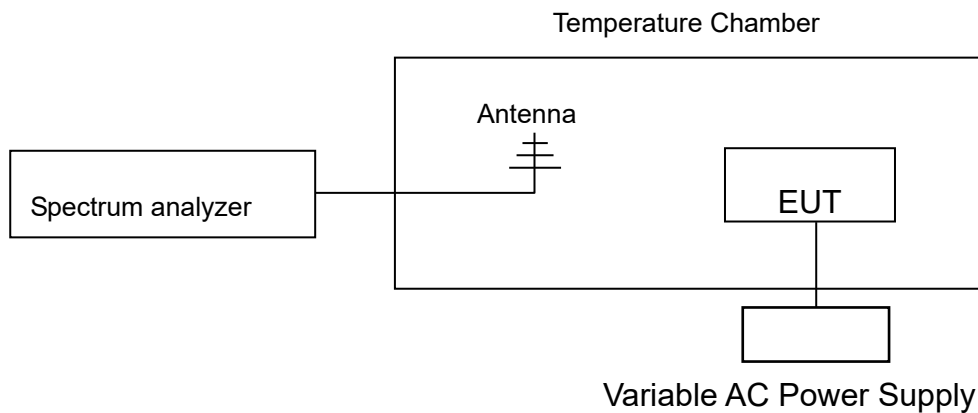 Temperature Chamber
Antenna
Spectrum analyzer
EUT
Variable AC Power Supply